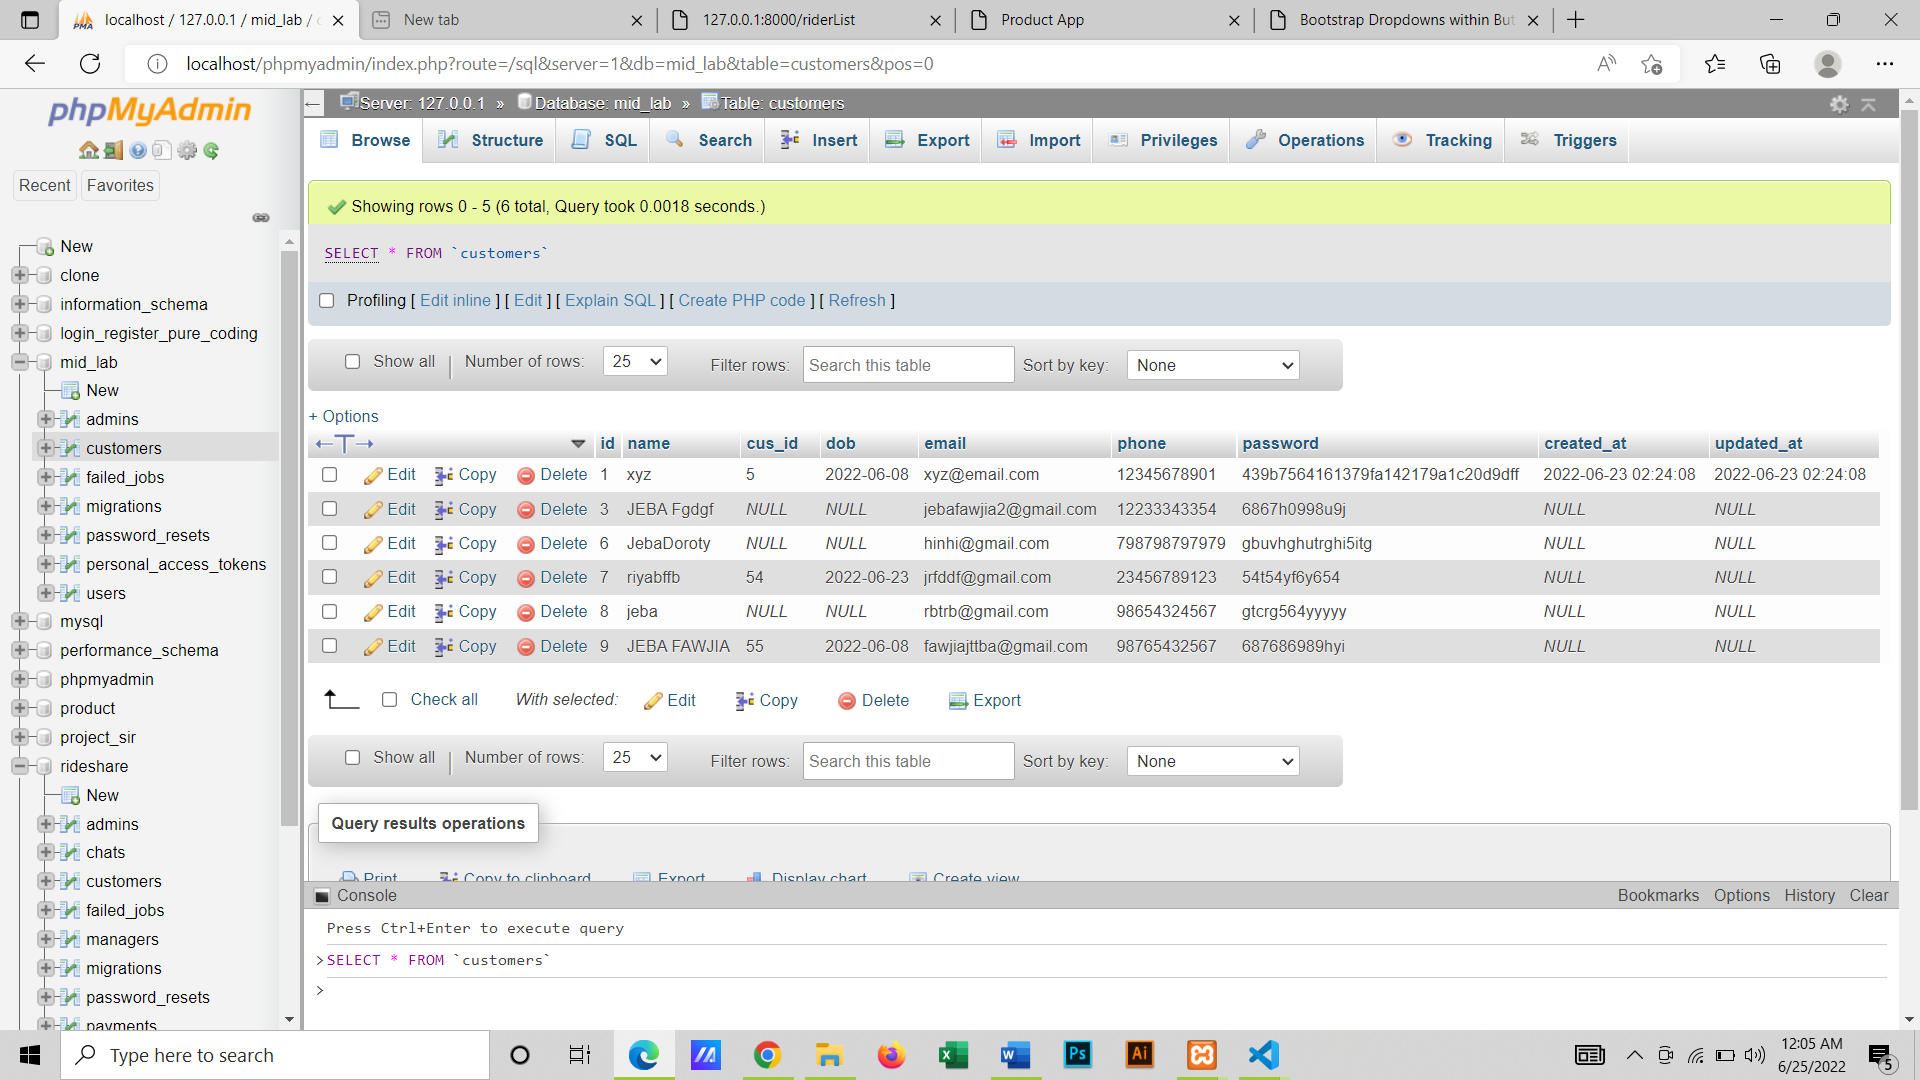 localhost / 127.0.0.1 / mid_lab / c
New tab
127.0.0.1:8000/riderList
Product App
Bootstrap Dropdowns within But
localhost/phpmyadmin/index.php?route=/sql&server=1&db=mid_lab&table=customers&pos=0
phpMyAdmin
Recent Favorites
New
clone
information_schema
login_register_pure_coding
mid_lab
New
admins
customers
failed_jobs
migrations
password_resets
personal_access_tokens
users
mysql
performance_schema
phpmyadmin
product
project_sir
rideshare
New
admins
chats
customers
failed_jobs
managers
migrations
password_resets
payments
Server: 127.0.0.1 » Database: mid_lab » Table: customers
Browse Structure SQL Search Insert Export Import Privileges Operations Tracking Triggers
Showing rows 0 - 5 (6 total, Query took 0.0018 seconds.)
SELECT * FROM `customers`
Profiling [ Edit inline ] [ Edit ] [ Explain SQL ] [ Create PHP code ] [ Refresh ]
Show all | Number of rows: 25 Filter rows: Search this table Sort by key: None
+ Options
←T→ id name cus_id dob email phone password created_at updated_at
Edit Copy Delete 1 xyz 5 2022-06-08 xyz@email.com 12345678901 439b7564161379fa142179a1c20d9dff 2022-06-23 02:24:08 2022-06-23 02:24:08
Edit Copy Delete 3 JEBA Fgdgf NULL NULL jebafawjia2@gmail.com 12233343354 6867h0998u9j NULL NULL
Edit Copy Delete 6 JebaDoroty NULL NULL hinhi@gmail.com 798798797979 gbuvhghutrghi5itg NULL NULL
Edit Copy Delete 7 riyabffb 54 2022-06-23 jrfddf@gmail.com 23456789123 54t54yf6y654 NULL NULL
Edit Copy Delete 8 jeba NULL NULL rbtrb@gmail.com 98654324567 gtcrg564yyyyy NULL NULL
Edit Copy Delete 9 JEBA FAWJIA 55 2022-06-08 fawjiajttba@gmail.com 98765432567 687686989hyi NULL NULL
Check all With selected: Edit Copy Delete Export
Show all | Number of rows: 25 Filter rows: Search this table Sort by key: None
Query results operations
Print Copy to clipboard Export Display chart Create view
Console Bookmarks Options History Clear
Press Ctrl+Enter to execute query
>SELECT * FROM `customers`
>
Type here to search
12:05 AM
6/25/2022
5